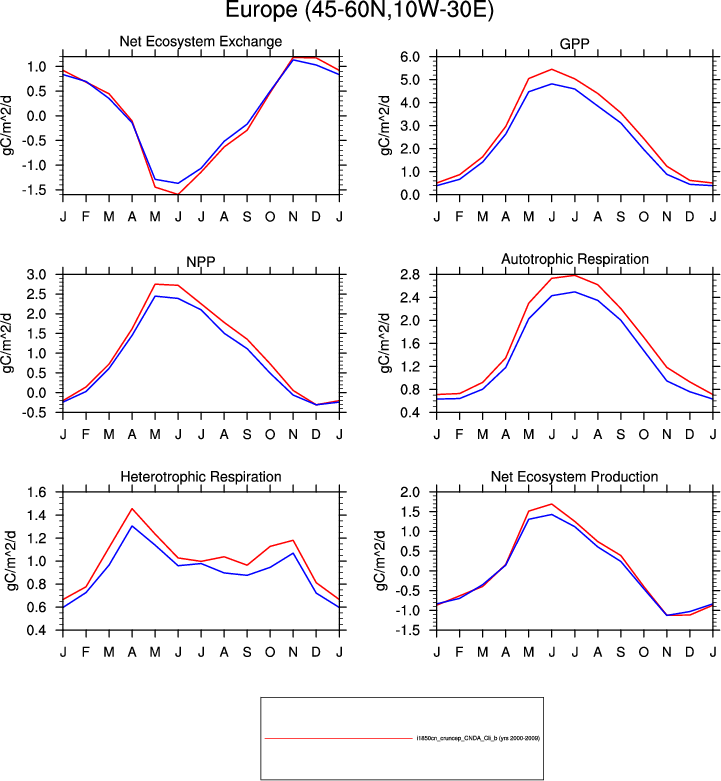 Europe (45-60N,10W-30E)
Net Ecosystem Exchange
gC/m^2/d
1.0
0.5
0.0
-0.5
-1.0
-1.5
J F M A M J J A S O N D J
GPP
gC/m^2/d
6.0
5.0
4.0
3.0
2.0
1.0
0.0
J F M A M J J A S O N D J
NPP
gC/m^2/d
3.0
2.5
2.0
1.5
1.0
0.5
0.0
-0.5
J F M A M J J A S O N D J
Autotrophic Respiration
gC/m^2/d
2.8
2.4
2.0
1.6
1.2
0.8
0.4
J F M A M J J A S O N D J
Heterotrophic Respiration
gC/m^2/d
1.6
1.4
1.2
1.0
0.8
0.6
0.4
J F M A M J J A S O N D J
Net Ecosystem Production
gC/m^2/d
2.0
1.5
1.0
0.5
0.0
-0.5
-1.0
-1.5
J F M A M J J A S O N D J
i1850cn_cruncep_CNDA_Cli_b (yrs 2000-2009)